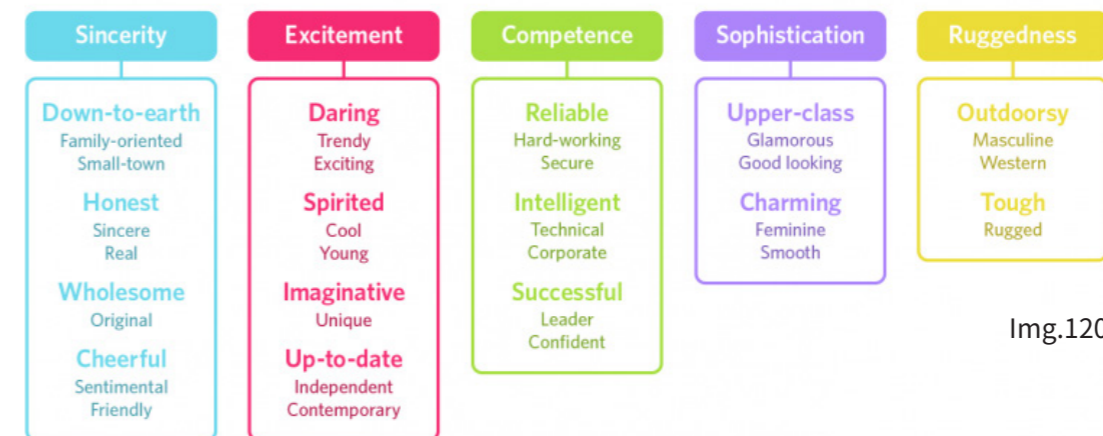 Sincerity
Down-to-earth
Family-oriented
Small-town
Honest
Sincere
Real
Wholesome
Original
Cheerful
Sentimental
Friendly
Excitement
Daring
Trendy
Exciting
Spirited
Cool
Young
Imaginative
Unique
Up-to-date
Independent
Contemporary
Competence
Reliable
Hard-working
Secure
Intelligent
Technical
Corporate
Successful
Leader
Confident
Sophistication
Upper-class
Glamorous
Good looking
Charming
Feminine
Smooth
Ruggedness
Outdoorsy
Masculine
Western
Tough
Rugged
Img.120